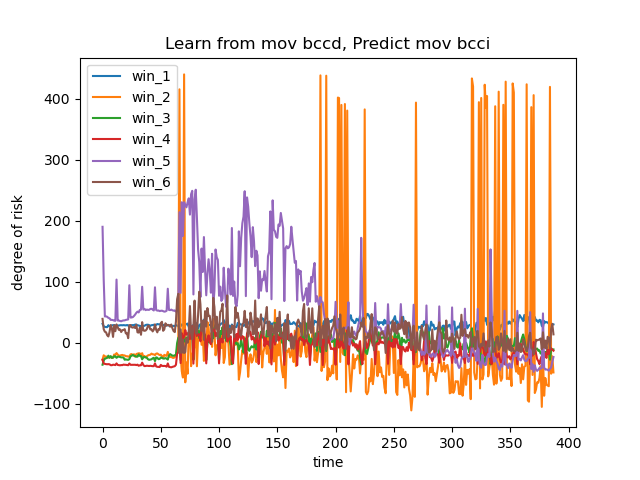 Learn from mov bccd, Predict mov bcci
degree of risk
400
300
200
100
0
−100
win_1
win_2
win_3
win_4
win_5
win_6
0
50
100
150
200
250
300
350
400
time